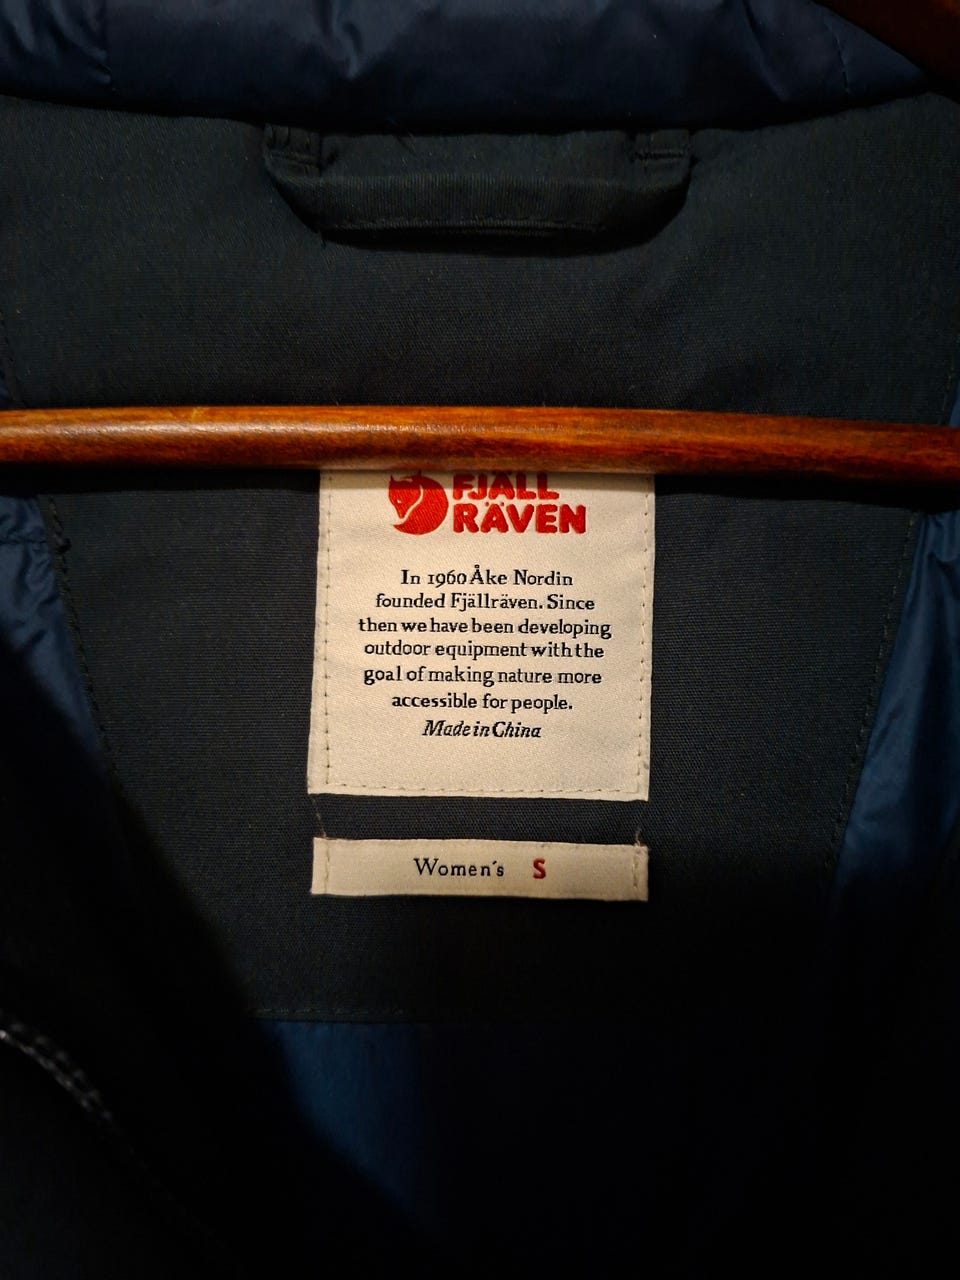 FJÄLL
RÄVEN
In 1960 Åke Nordin
founded Fjällräven. Since
then we have been developing
outdoor equipment with the
goal of making nature more
accessible for people.
Made in China
Women´s S